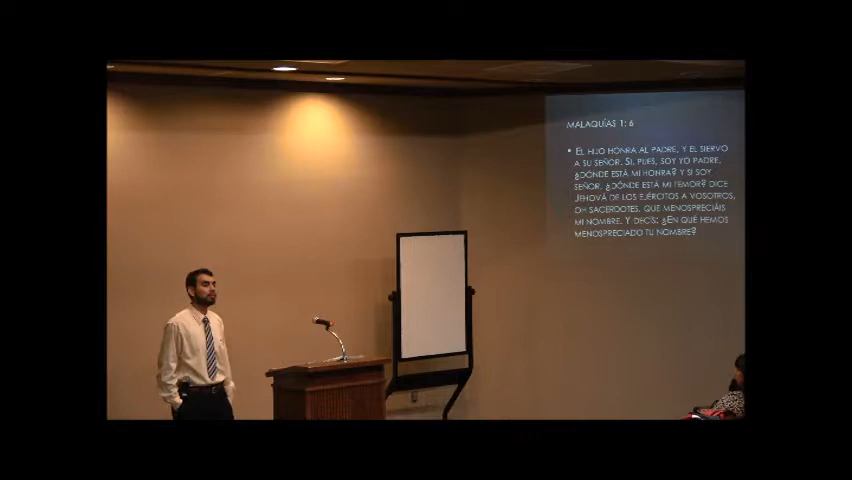 MALAQUÍAS 1: 6
• EL HIJO HONRA AL PADRE, Y EL SIERVO
A SU SEÑOR. SI, PUES, SOY YO PADRE,
¿DÓNDE ESTÁ MI HONRA? Y SI SOY
SEÑOR, ¿DÓNDE ESTÁ MI TEMOR? DICE
JEHOVÁ DE LOS EJÉRCITOS A VOSOTROS,
OH SACERDOTES, QUE MENOSPRECIÁIS
MI NOMBRE. Y DECÍS: ¿EN QUÉ HEMOS
MENOSPRECIADO TU NOMBRE?